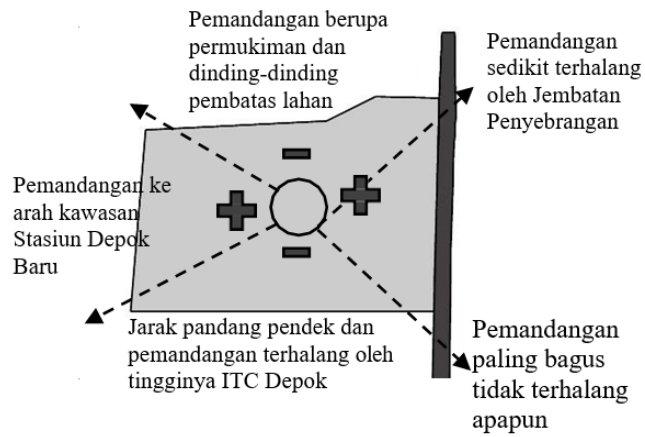 Pemandangan berupa
permukiman dan
dinding-dinding
pembatas lahan
Pemandangan
sedikit terhalang
oleh Jembatan
Penyebrangan
Pemandangan ke
arah kawasan
Stasiun Depok
Baru
Jarak pandang pendek dan
pemandangan terhalang oleh
tingginya ITC Depok
Pemandangan
paling bagus
tidak terhalang
apapun